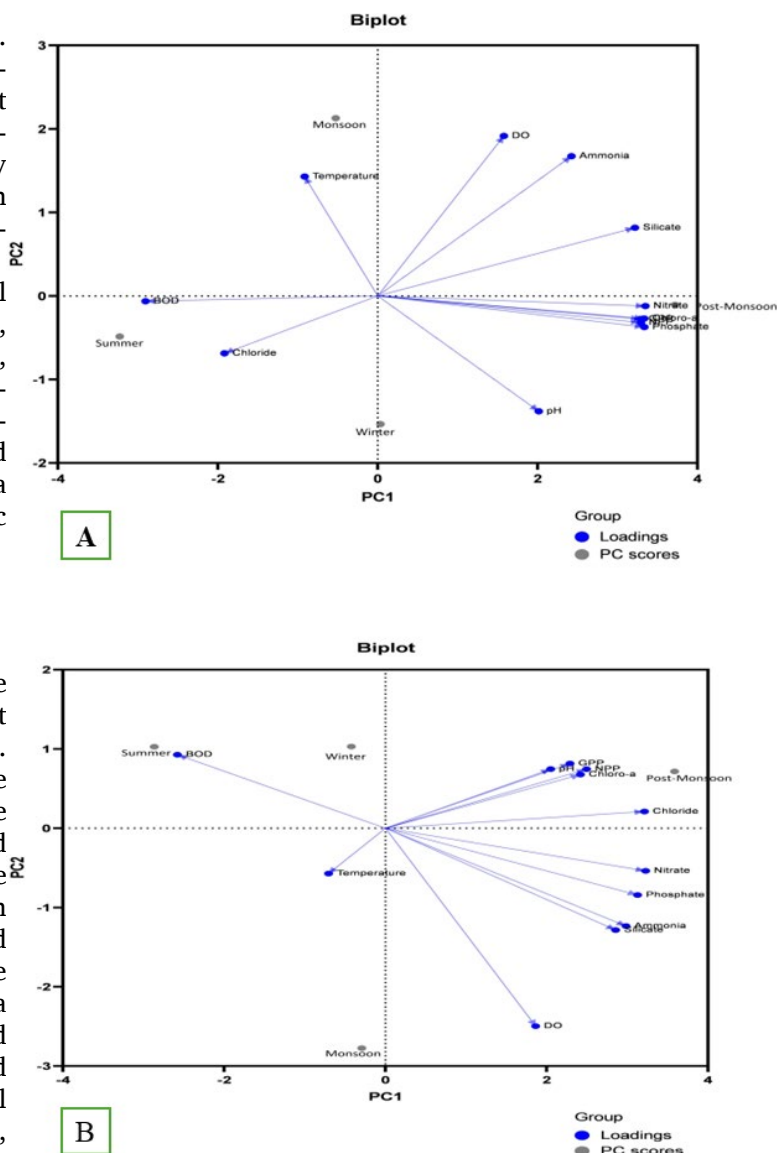 Biplot
3
2
1
0
-1
-2
PC2
Monsoon
DO
Ammonia
Temperature
Silicate
BOD
Nitrate
Post-Monsoon
Chloro-a
Phosphate
Summer
Chloride
pH
Winter
-4 -2 0 2 4
PC1
A
Group
Loadings
PC scores
Biplot
2
1
0
-1
-2
-3
PC2
Summer
BOD
Winter
GPP
pH
NPP
Chloro-a
Post-Monsoon
Chloride
Temperature
Nitrate
Phosphate
Ammonia
Silicate
DO
Monsoon
-4 -2 0 2 4
PC1
B
Group
Loadings
PC scores